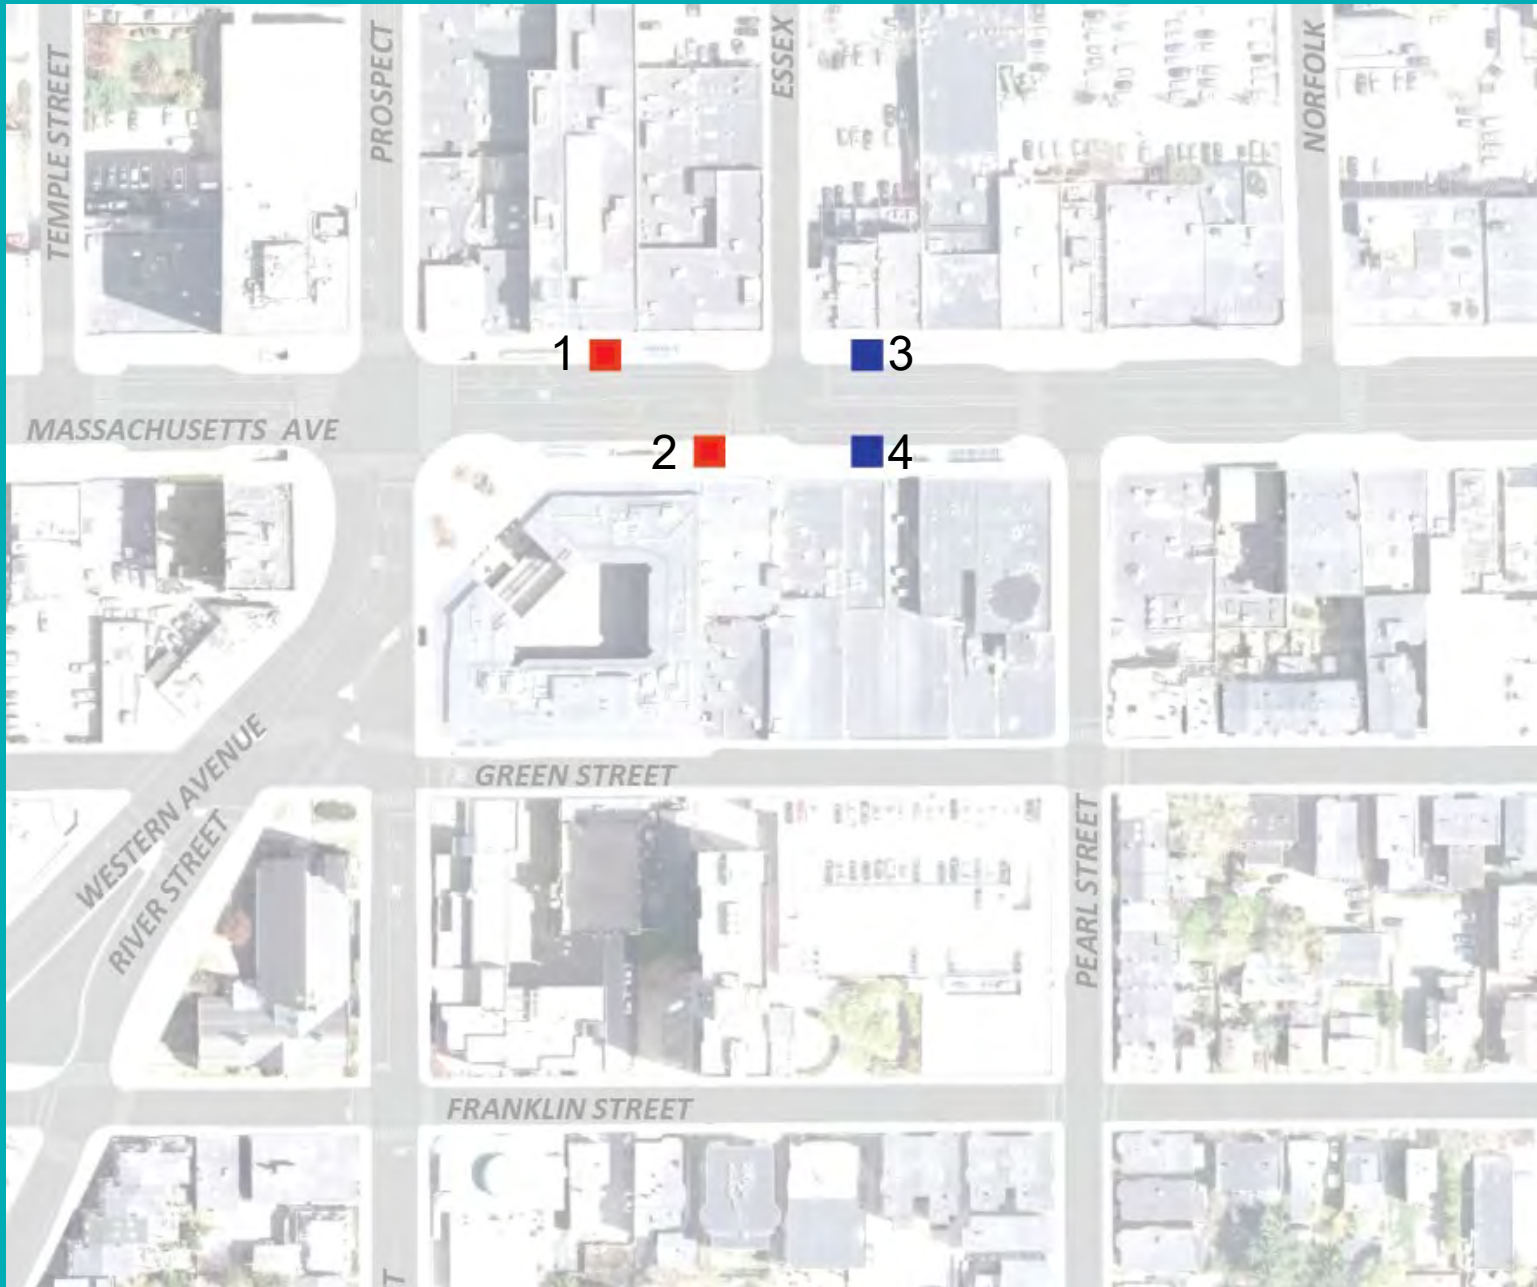 TEMPLE STREET
PROSPECT
ESSEX
NORFOLK
1
3
MASSACHUSETTS AVE
2
4
WESTERN AVENUE
GREEN STREET
RIVER STREET
PEARL STREET
FRANKLIN STREET
T